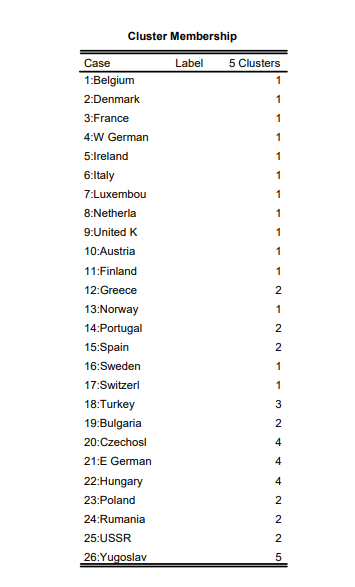 Cluster Membership
Case Label 5 Clusters
1:Belgium 1
2:Denmark 1
3:France 1
4:W German 1
5:Ireland 1
6:Italy 1
7:Luxembou 1
8:Netherla 1
9:United K 1
10:Austria 1
11:Finland 1
12:Greece 2
13:Norway 1
14:Portugal 2
15:Spain 2
16:Sweden 1
17:Switzerl 1
18:Turkey 3
19:Bulgaria 2
20:Czechosl 4
21:E German 4
22:Hungary 4
23:Poland 2
24:Rumania 2
25:USSR 2
26:Yugoslav 5